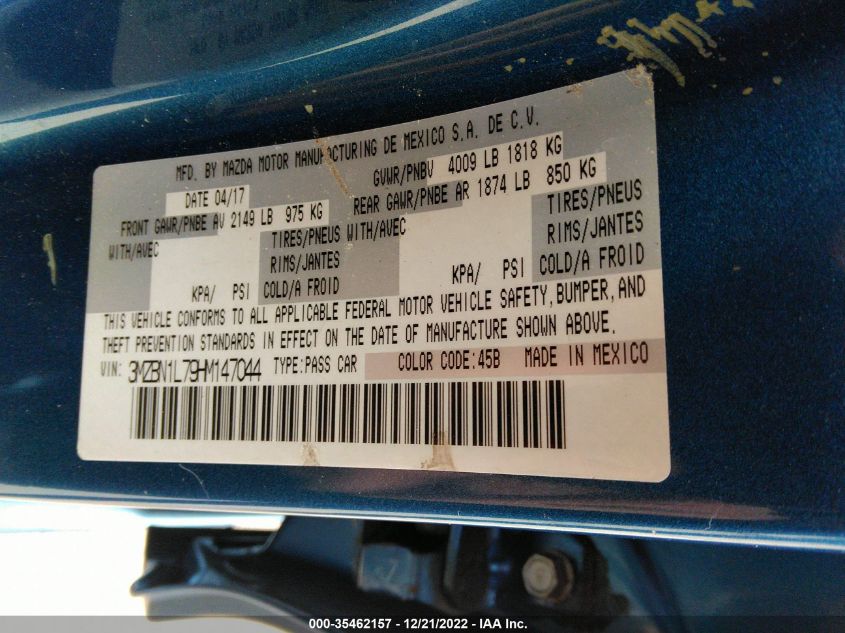 MFD. BY MAZDA MOTOR MANUFACTURING DE MEXICO S.A. DE C.V.
DATE 04/17 GVWR/PNBV 4009 LB 1818 KG
FRONT GAWR/PNBE AV 2149 LB 975 KG REAR GAWR/PNBE AR 1874 LB 850 KG
WITH/AVEC TIRES/PNEUS WITH/AVEC TIRES/PNEUS
RIMS/JANTES RIMS/JANTES
KPA/ PSI COLD/A FROID KPA/ PSI COLD/A FROID
THIS VEHICLE CONFORMS TO ALL APPLICABLE FEDERAL MOTOR VEHICLE SAFETY, BUMPER, AND
THEFT PREVENTION STANDARDS IN EFFECT ON THE DATE OF MANUFACTURE SHOWN ABOVE.
VIN: 3MZBN1L79HM147044 TYPE:PASS CAR COLOR CODE:45B MADE IN MEXICO
000-35462157 - 12/21/2022 - IAA Inc.